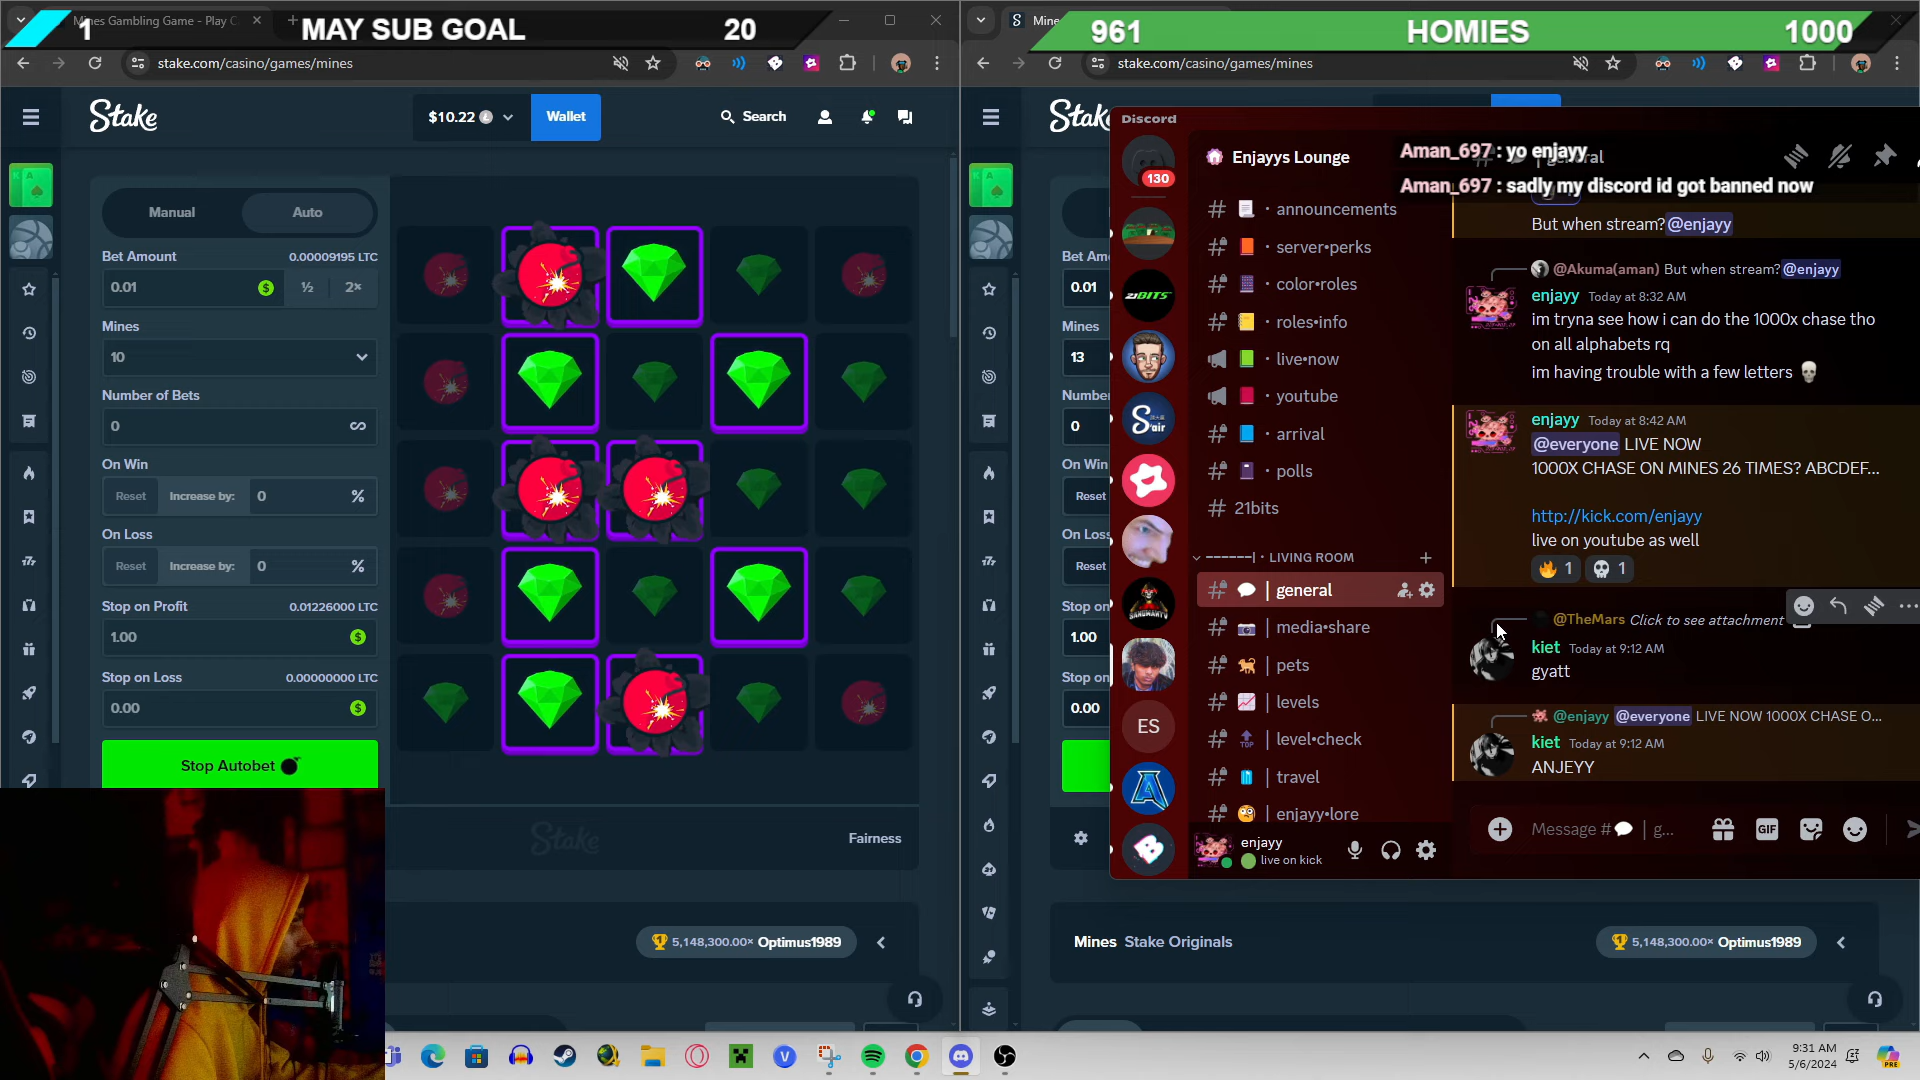 Mines Gambling Game - Play C
Mine
1 MAY SUB GOAL 20
961 HOMIES 1000
stake.com/casino/games/mines
stake.com/casino/games/mines
Stake
$10.22
Wallet
Search
Stak
Manual
Auto
Bet Amount
0.00009195 LTC
0.01
½
2×
Mines
10
Number of Bets
0
On Win
Reset
Increase by:
0
%
On Loss
Reset
Increase by:
0
%
Stop on Profit
0.01226000 LTC
1.00
Stop on Loss
0.00000000 LTC
0.00
Stop Autobet
Stake
Fairness
5,148,300.00× Optimus1989
Bet Am
0.01
Mines
13
Number
0
On Win
Reset
On Loss
Reset
Stop on
1.00
Stop on
0.00
Discord
130
21BITS
S'air
ES
Enjayys Lounge
announcements
server•perks
color•roles
roles•info
live•now
youtube
arrival
polls
21bits
------| • LIVING ROOM
general
media•share
pets
levels
level•check
travel
enjayy•lore
enjayy
live on kick
general
Aman_697 : yo enjayy
Aman_697 : sadly my discord id got banned now
But when stream? @enjayy
@Akuma(aman) But when stream? @enjayy
enjayy Today at 8:32 AM
im tryna see how i can do the 1000x chase tho
on all alphabets rq
im having trouble with a few letters
enjayy Today at 8:42 AM
@everyone LIVE NOW
1000X CHASE ON MINES 26 TIMES? ABCDEF...
http://kick.com/enjayy
live on youtube as well
1
1
@TheMars Click to see attachment
kiet Today at 9:12 AM
gyatt
@enjayy @everyone LIVE NOW 1000X CHASE O...
kiet Today at 9:12 AM
ANJEYY
Message # | g...
GIF
Mines Stake Originals
5,148,300.00× Optimus1989
9:31 AM
5/6/2024
PRE